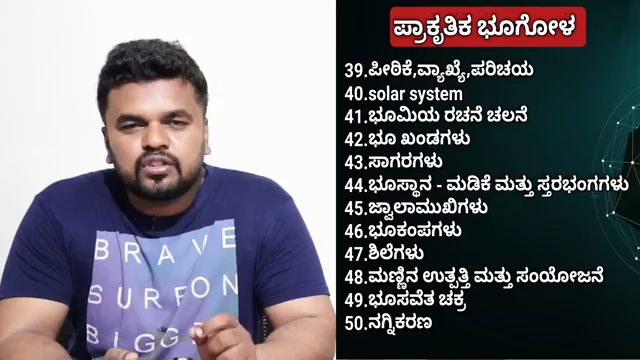 ಪ್ರಾಕೃತಿಕ ಭೂಗೋಳ
39.ಪೀಠಿಕೆ,ವ್ಯಾಖ್ಯೆ,ಪರಿಚಯ
40.solar system
41.ಭೂಮಿಯ ರಚನೆ ಚಲನೆ
42.ಭೂ ಖಂಡಗಳು
43.ಸಾಗರಗಳು
44.ಭೂಸ್ಥಾನ - ಮಡಿಕೆ ಮತ್ತು ಸ್ತರಭಂಗಗಳು
45.ಜ್ವಾಲಾಮುಖಿಗಳು
46.ಭೂಕಂಪಗಳು
47.ಶಿಲೆಗಳು
48.ಮಣ್ಣಿನ ಉತ್ಪತ್ತಿ ಮತ್ತು ಸಂಯೋಜನೆ
49.ಭೂಸವೆತ ಚಕ್ರ
50.ನಗ್ನಿಕರಣ
BRAVE
SURF ON
BIGGE